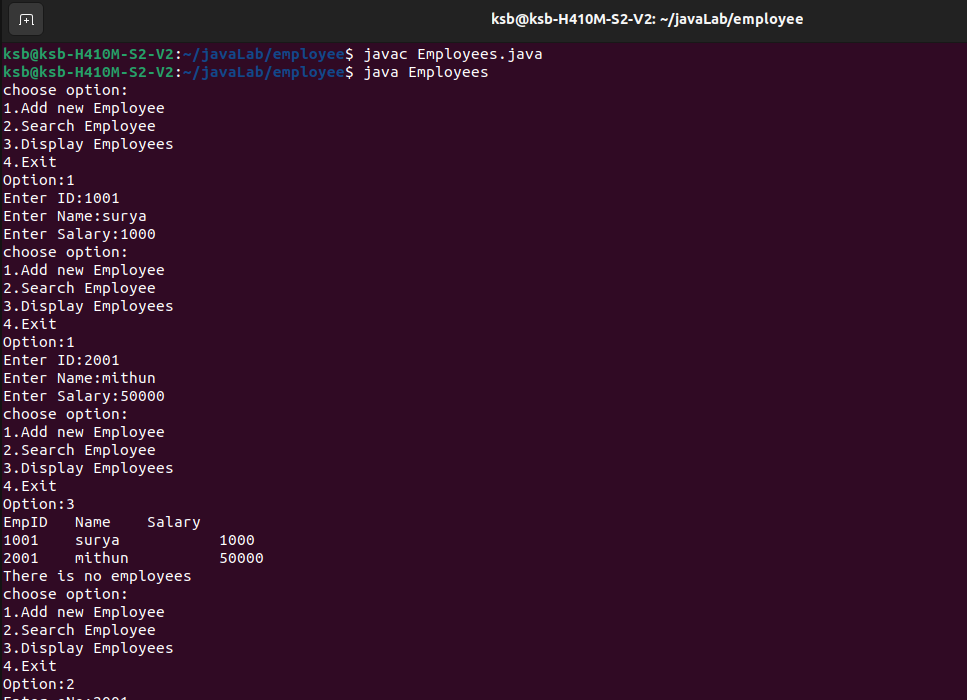 ksb@ksb-H410M-S2-V2: ~/javaLab/employee
ksb@ksb-H410M-S2-V2:~/javaLab/employee$ javac Employees.java
ksb@ksb-H410M-S2-V2:~/javaLab/employee$ java Employees
choose option:
1.Add new Employee
2.Search Employee
3.Display Employees
4.Exit
Option:1
Enter ID:1001
Enter Name:surya
Enter Salary:1000
choose option:
1.Add new Employee
2.Search Employee
3.Display Employees
4.Exit
Option:1
Enter ID:2001
Enter Name:mithun
Enter Salary:50000
choose option:
1.Add new Employee
2.Search Employee
3.Display Employees
4.Exit
Option:3
EmpID   Name    Salary
1001    surya           1000
2001    mithun          50000
There is no employees
choose option:
1.Add new Employee
2.Search Employee
3.Display Employees
4.Exit
Option:2